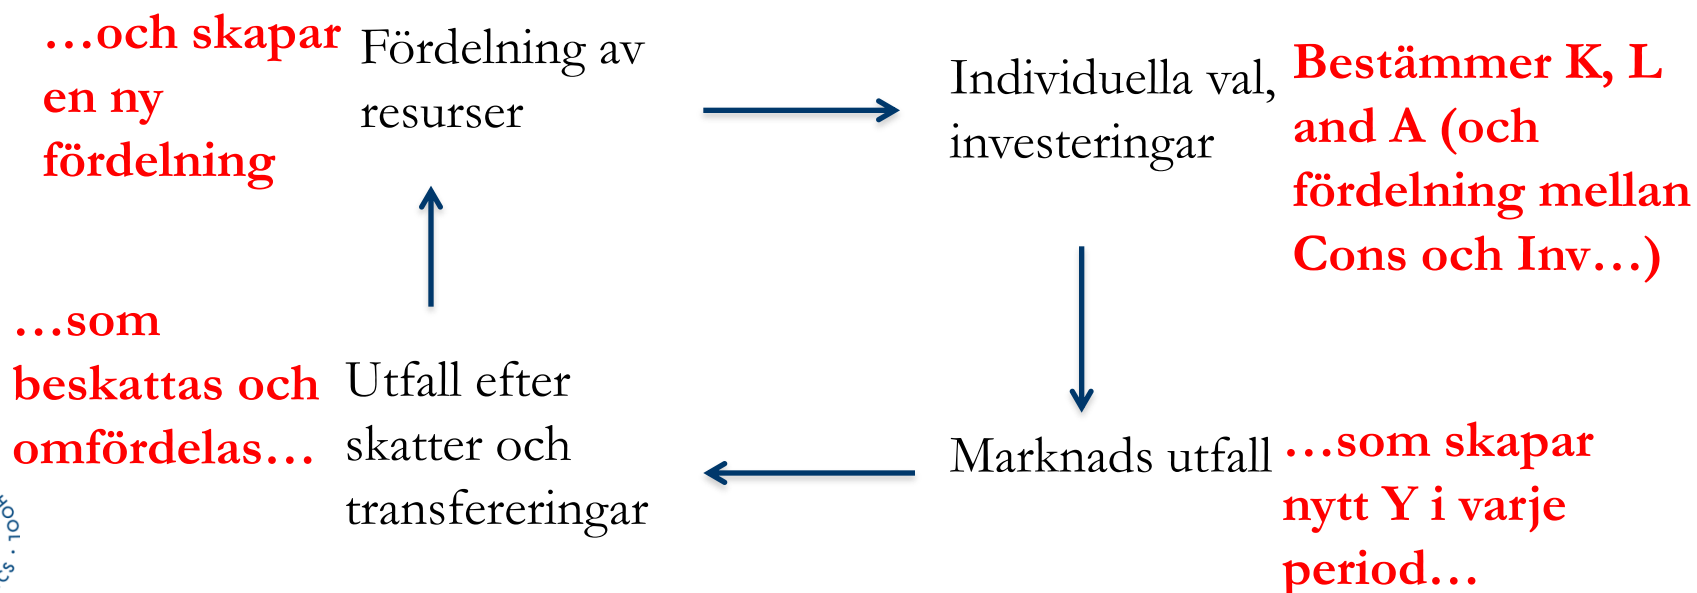 …och skapar
en ny
fördelning
Fördelning av
resurser
Individuella val,
investeringar
Bestämmer K, L
and A (och
fördelning mellan
Cons och Inv…)
…som
beskattas och
omfördelas…
Utfall efter
skatter och
transfereringar
Marknads utfall
…som skapar
nytt Y i varje
period…